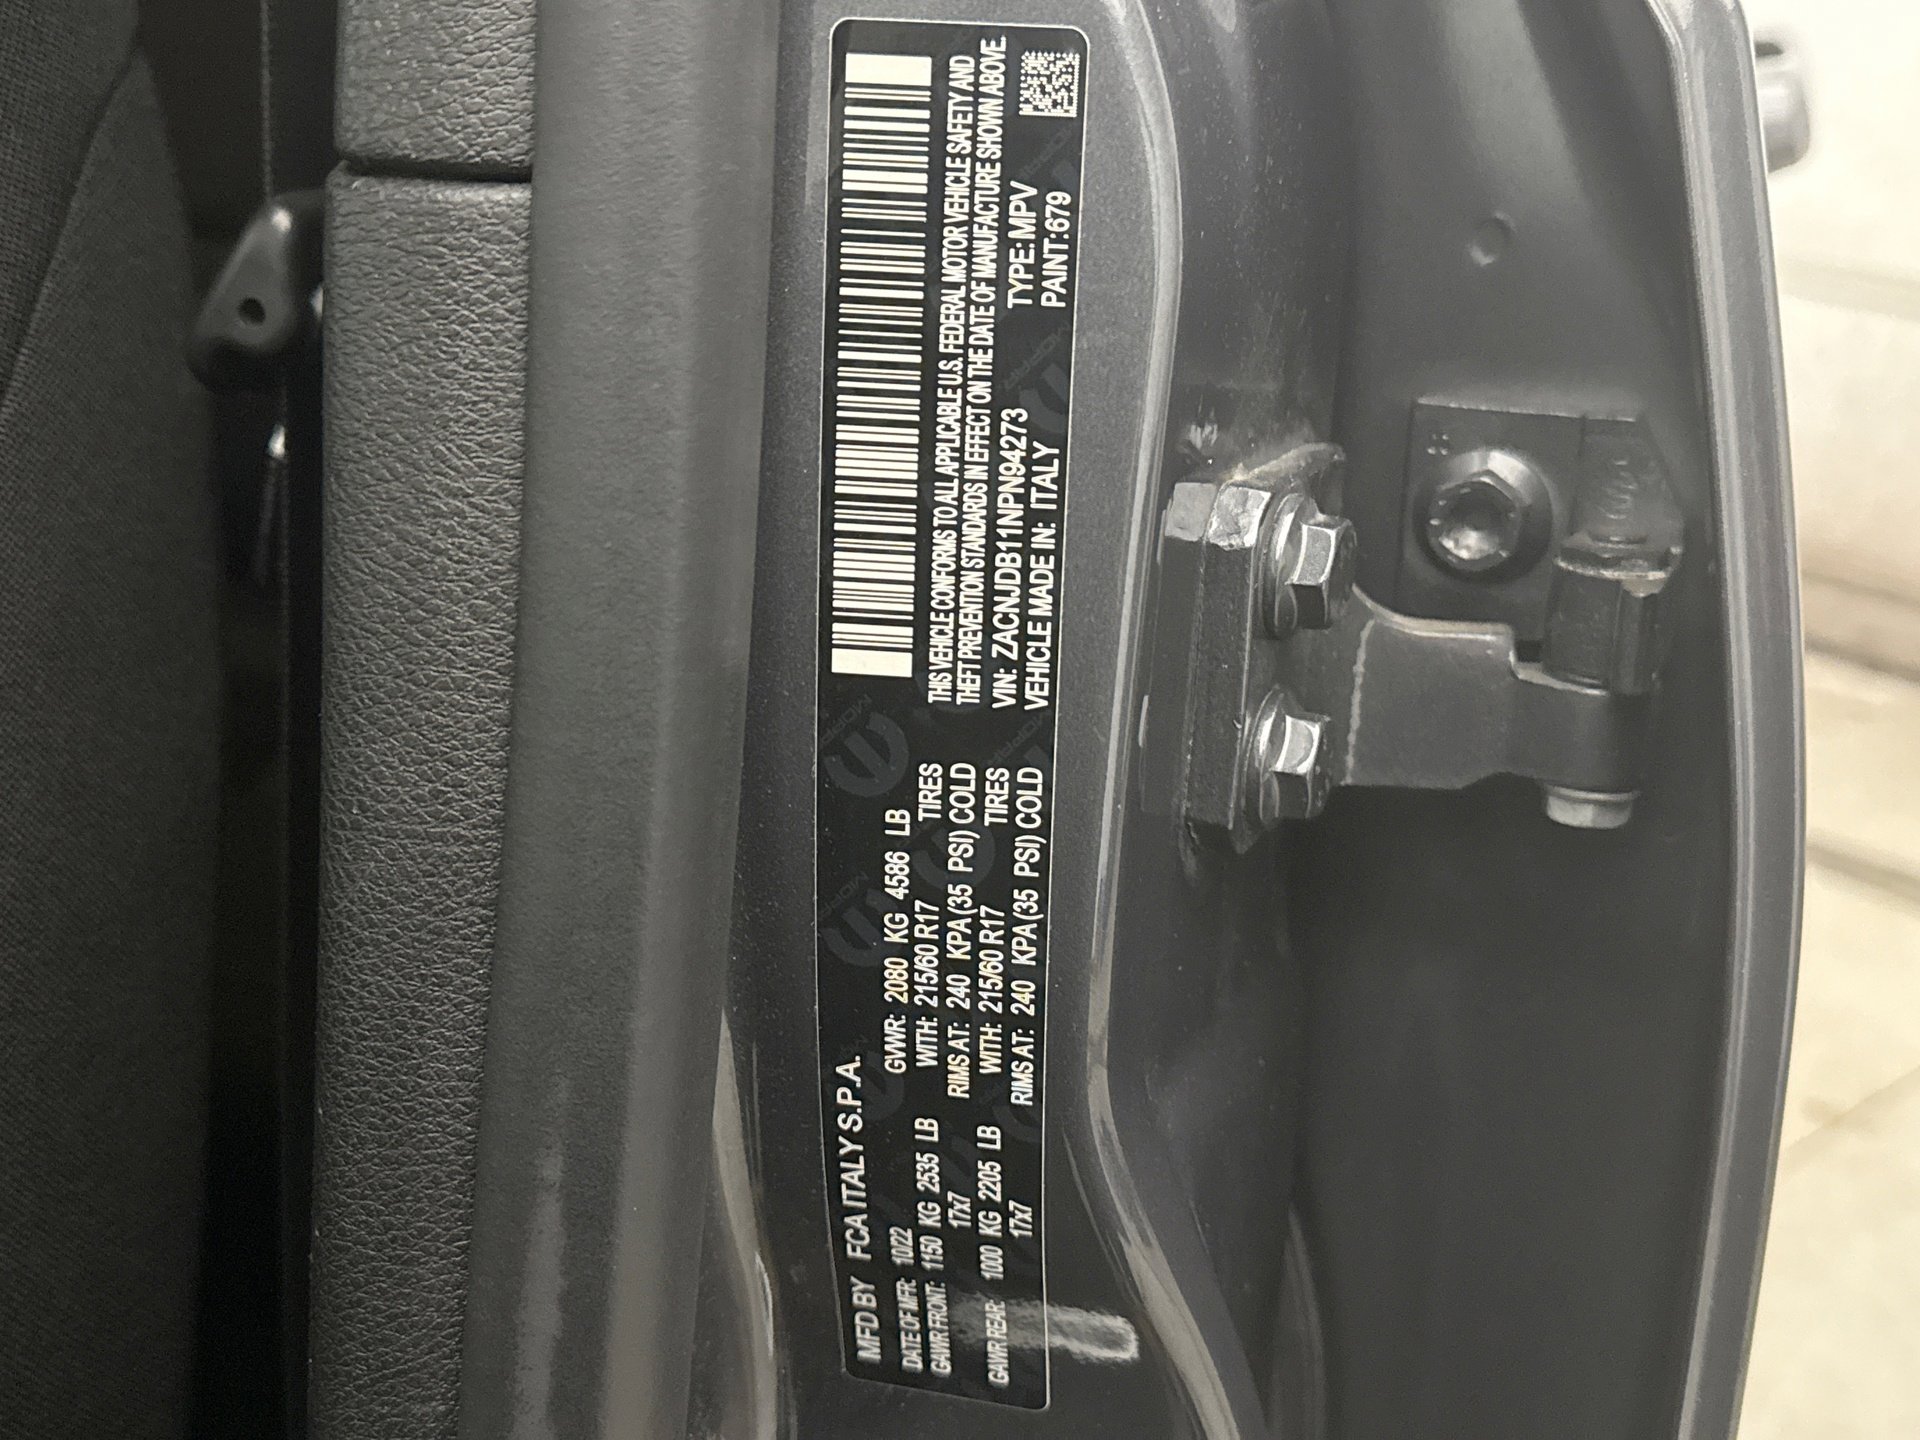 MFD BY FCA ITALY S.P.A.
DATE OF MFR: 10/22 GVWR: 2080 KG 4586 LB
GAWR FRONT: 1150 KG 2535 LB WITH: 215/60 R17 TIRES
17x7 RIMS AT: 240 KPA (35 PSI) COLD
GAWR REAR: 1000 KG 2205 LB WITH: 215/60 R17 TIRES
17x7 RIMS AT: 240 KPA (35 PSI) COLD
THIS VEHICLE CONFORMS TO ALL APPLICABLE U.S. FEDERAL MOTOR VEHICLE SAFETY AND
THEFT PREVENTION STANDARDS IN EFFECT ON THE DATE OF MANUFACTURE SHOWN ABOVE.
VIN: ZACNJDB11NPN94273 TYPE: MPV
VEHICLE MADE IN: ITALY PAINT:679
MOPAR
MOPAR
MOPAR
MOPAR